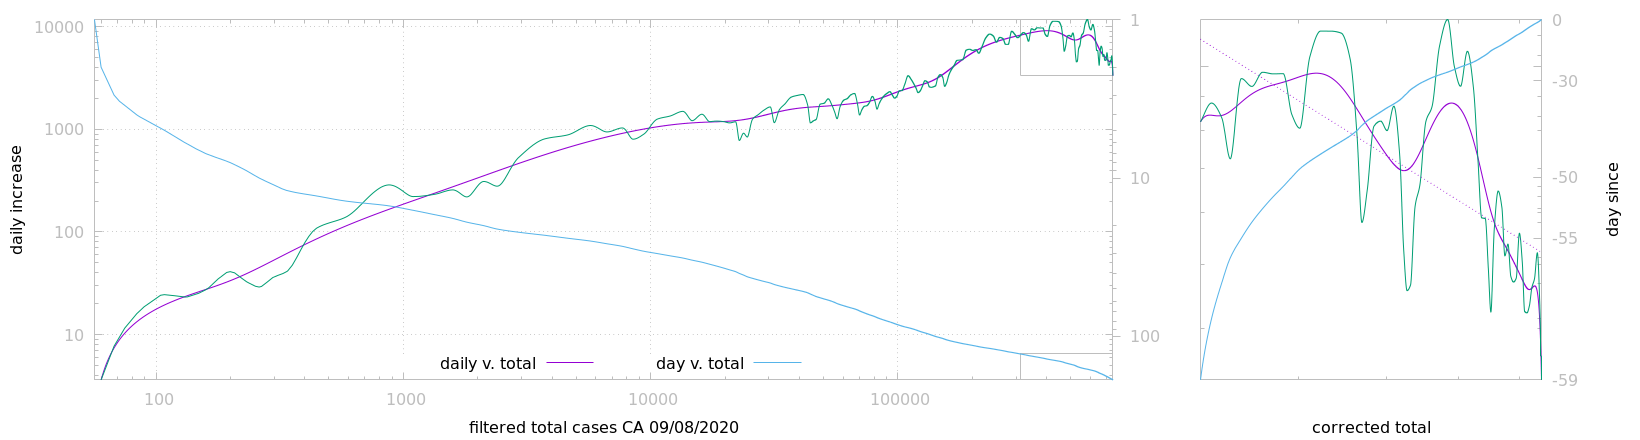 10000
1000
100
10
daily increase
1
10
100
daily v. total
day v. total
100
1000
10000
100000
filtered total cases CA 09/08/2020
0
-30
-50
-55
-59
day since
corrected total